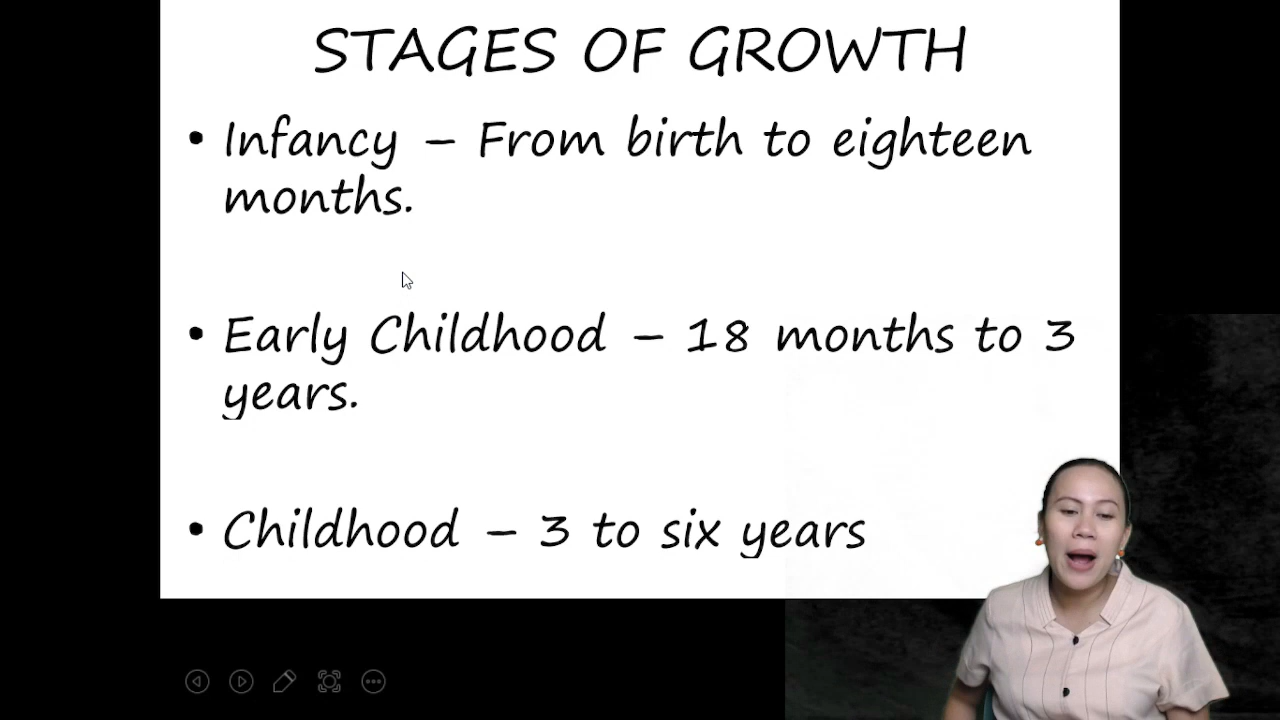 STAGES OF GROWTH
• Infancy – From birth to eighteen
months.
• Early Childhood – 18 months to 3
years.
• Childhood – 3 to six years